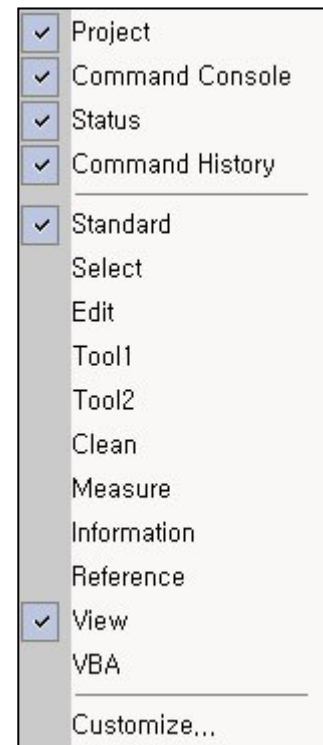 Project
Command Console
Status
Command History
Standard
Select
Edit
Tool1
Tool2
Clean
Measure
Information
Reference
View
VBA
Customize...